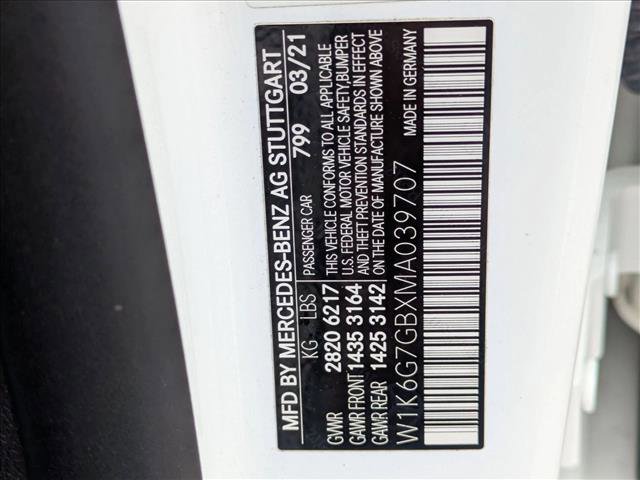 MFD BY MERCEDES-BENZ AG STUTTGART
KG LBS PASSENGER CAR 799 03/21
GVWR 2820 6217 THIS VEHICLE CONFORMS TO ALL APPLICABLE
U.S. FEDERAL MOTOR VEHICLE SAFETY, BUMPER
GAWR FRONT 1435 3164 AND THEFT PREVENTION STANDARDS IN EFFECT
GAWR REAR 1425 3142 ON THE DATE OF MANUFACTURE SHOWN ABOVE
W1K6G7GBXMA039707 MADE IN GERMANY